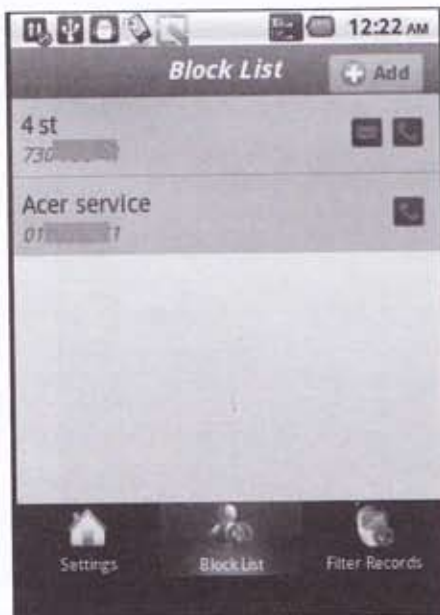 12:22 AM
Block List
Add
4 st
730
Acer service
01 1
Settings
Block List
Filter Records